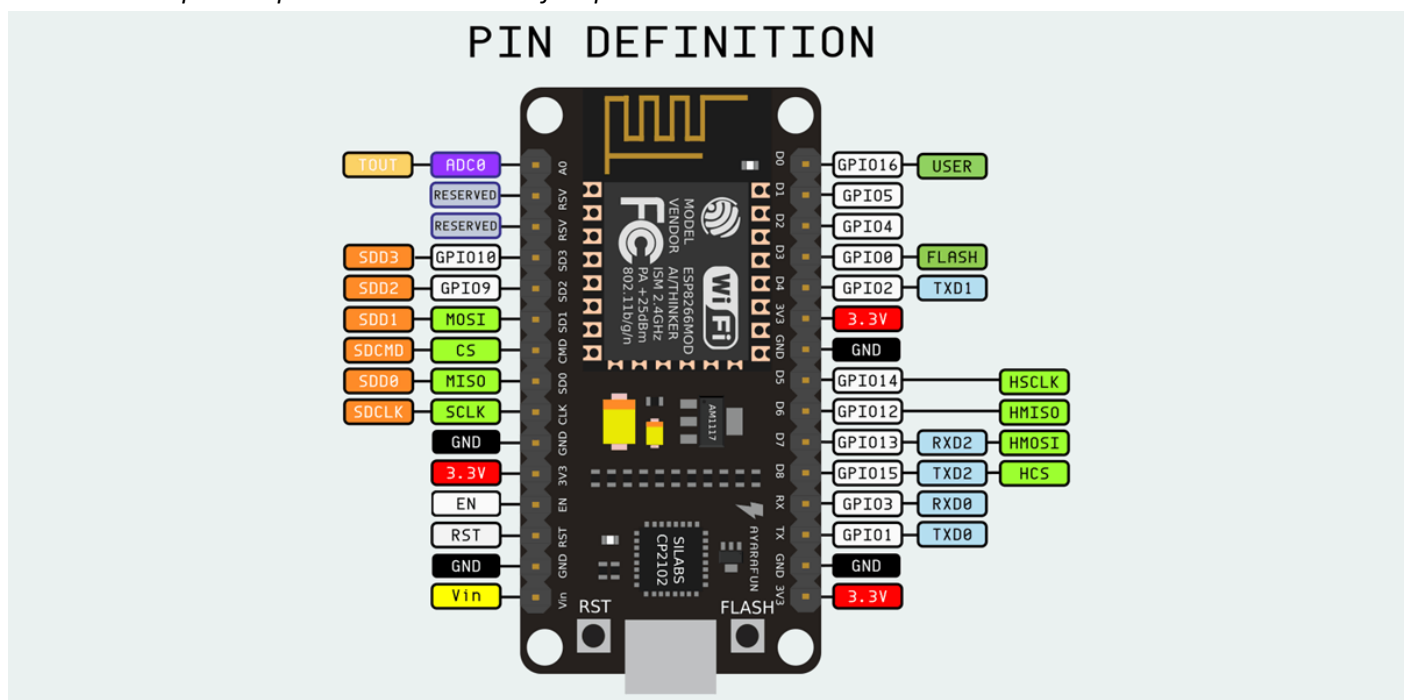 PIN DEFINITION
TOUT ADC0 A0 D0 GPIO16 USER
RESERVED RSV D1 GPIO5
RESERVED RSV D2 GPIO4
SDD3 GPIO10 SD3 D3 GPIO0 FLASH
SDD2 GPIO9 SD2 D4 GPIO2 TXD1
SDD1 MOSI SD1 3V3 3.3V
SDCMD CS CMD GND GND
SDD0 MISO SD0 D5 GPIO14 HSCLK
SDCLK SCLK CLK D6 GPIO12 HMISO
GND GND D7 GPIO13 RXD2 HMOSI
3.3V 3V3 D8 GPIO15 TXD2 HCS
EN EN RX GPIO3 RXD0
RST RST TX GPIO1 TXD0
GND GND GND GND
Vin Vin 3V3 3.3V
MODEL
VENDOR
ESP8266MOD
AI/THINKER
ISM 2.4GHz
PA +25dBm
802.11b/g/n
FC
Wi Fi
AM1117
SILABS
CP2102
AYARAFUN
RST FLASH